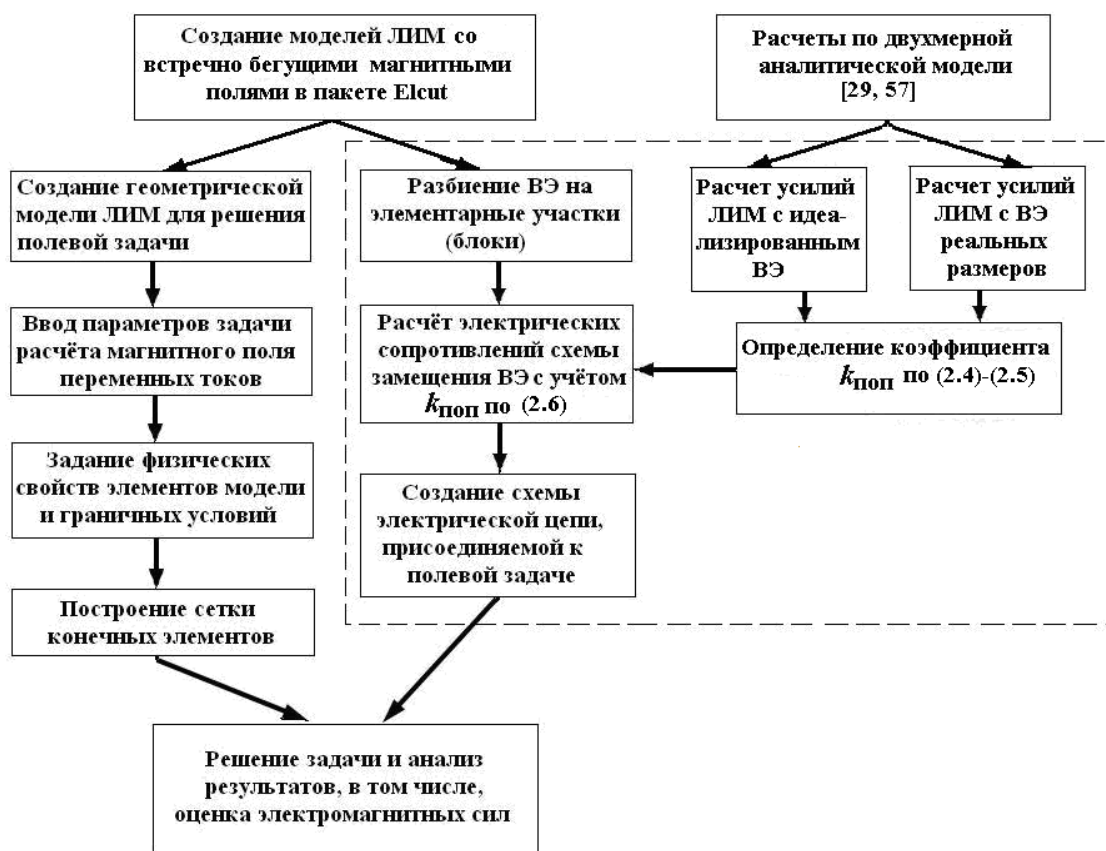 Создание моделей ЛИМ со
встречно бегущими магнитными
полями в пакете Elcut
Расчеты по двухмерной
аналитической модели
[29, 57]
Создание геометрической
модели ЛИМ для решения
полевой задачи
Разбиение ВЭ на
элементарные участки
(блоки)
Расчет усилий
ЛИМ с идеа-
лизированным
ВЭ
Расчет усилий
ЛИМ с ВЭ
реальных
размеров
Ввод параметров задачи
расчёта магнитного поля
переменных токов
Расчёт электрических
сопротивлений схемы
замещения ВЭ с учётом
kпоп по (2.6)
Определение коэффициента
kпоп по (2.4)-(2.5)
Задание физических
свойств элементов модели
и граничных условий
Создание схемы
электрической цепи,
присоединяемой к
полевой задаче
Построение сетки
конечных элементов
Решение задачи и анализ
результатов, в том числе,
оценка электромагнитных сил